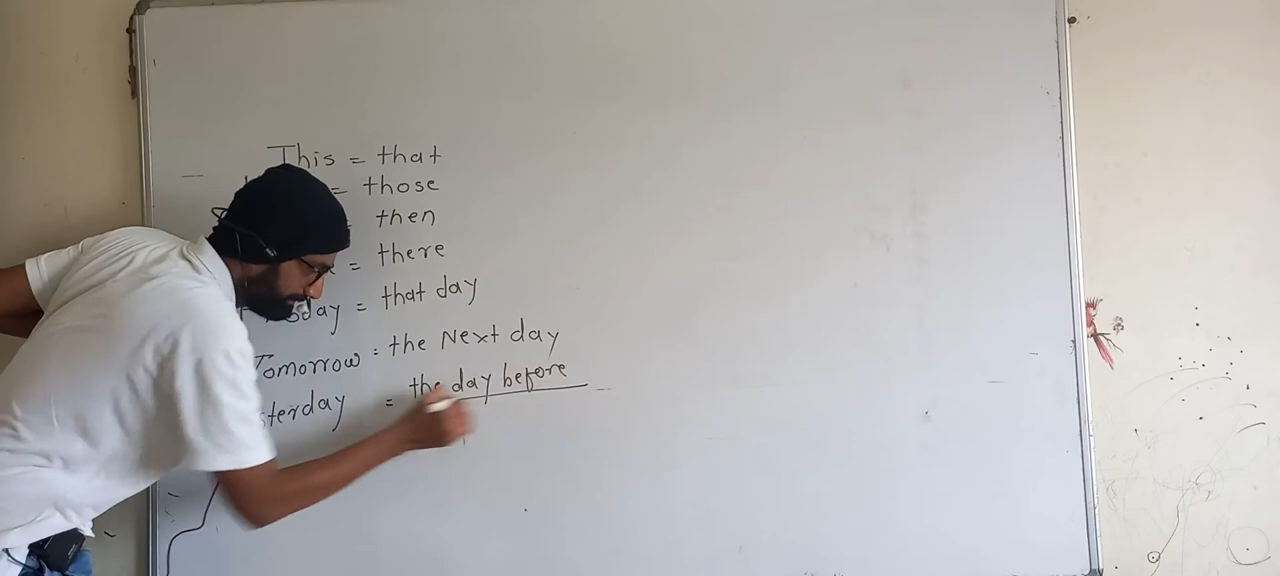 This = that
= those
then
= there
day = that day
Tomorrow = the Next day
sterday = the day before